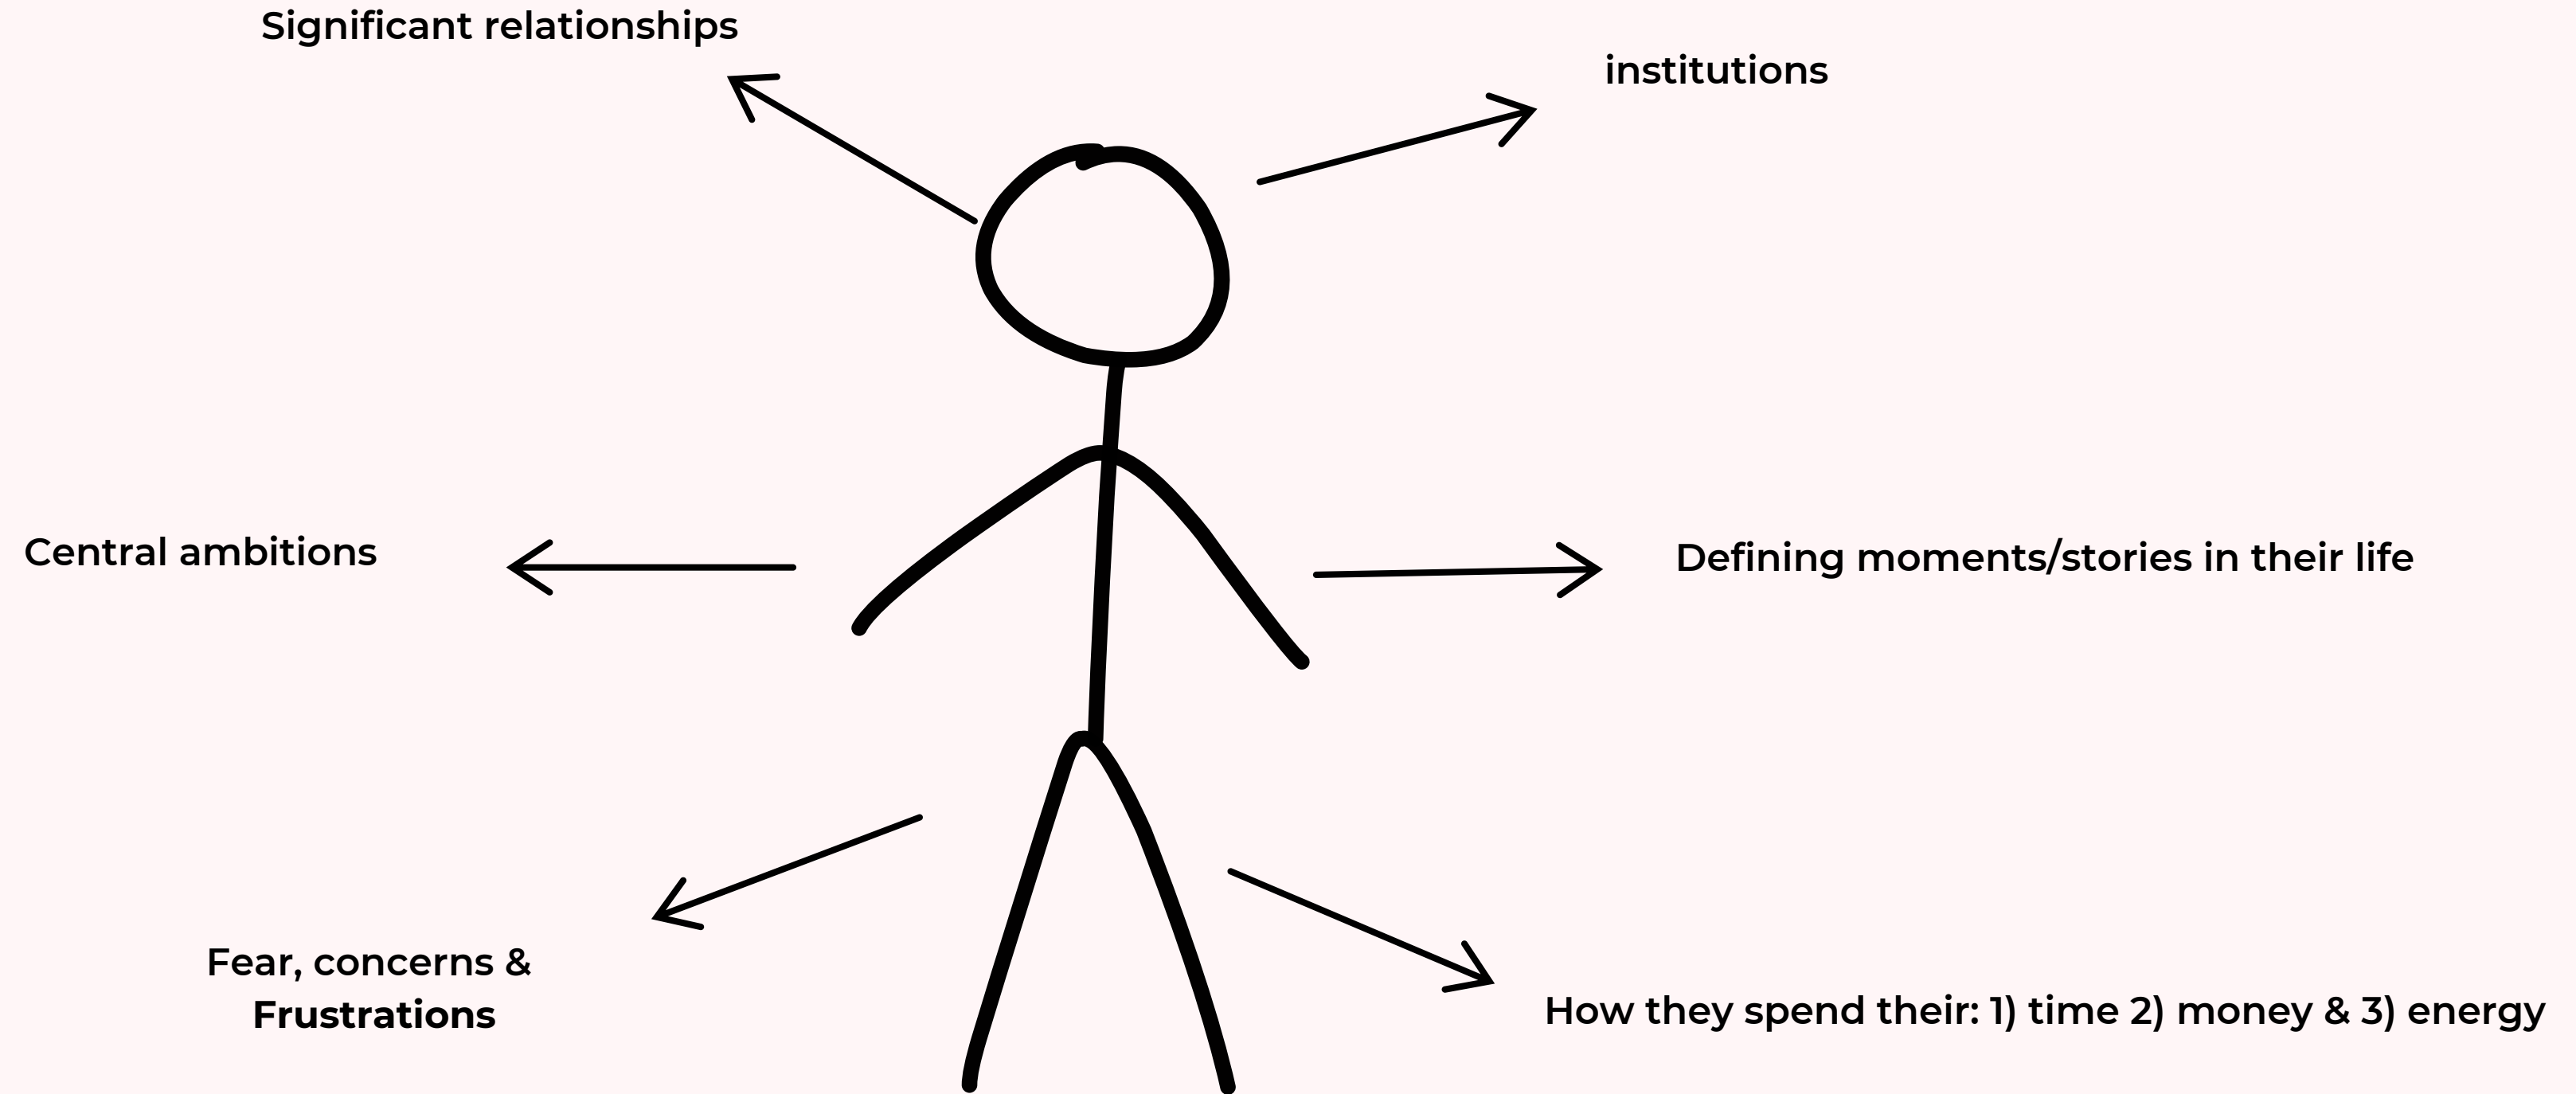 Significant relationships
institutions
Central ambitions
Defining moments/stories in their life
Fear, concerns &
Frustrations
How they spend their: 1) time 2) money & 3) energy